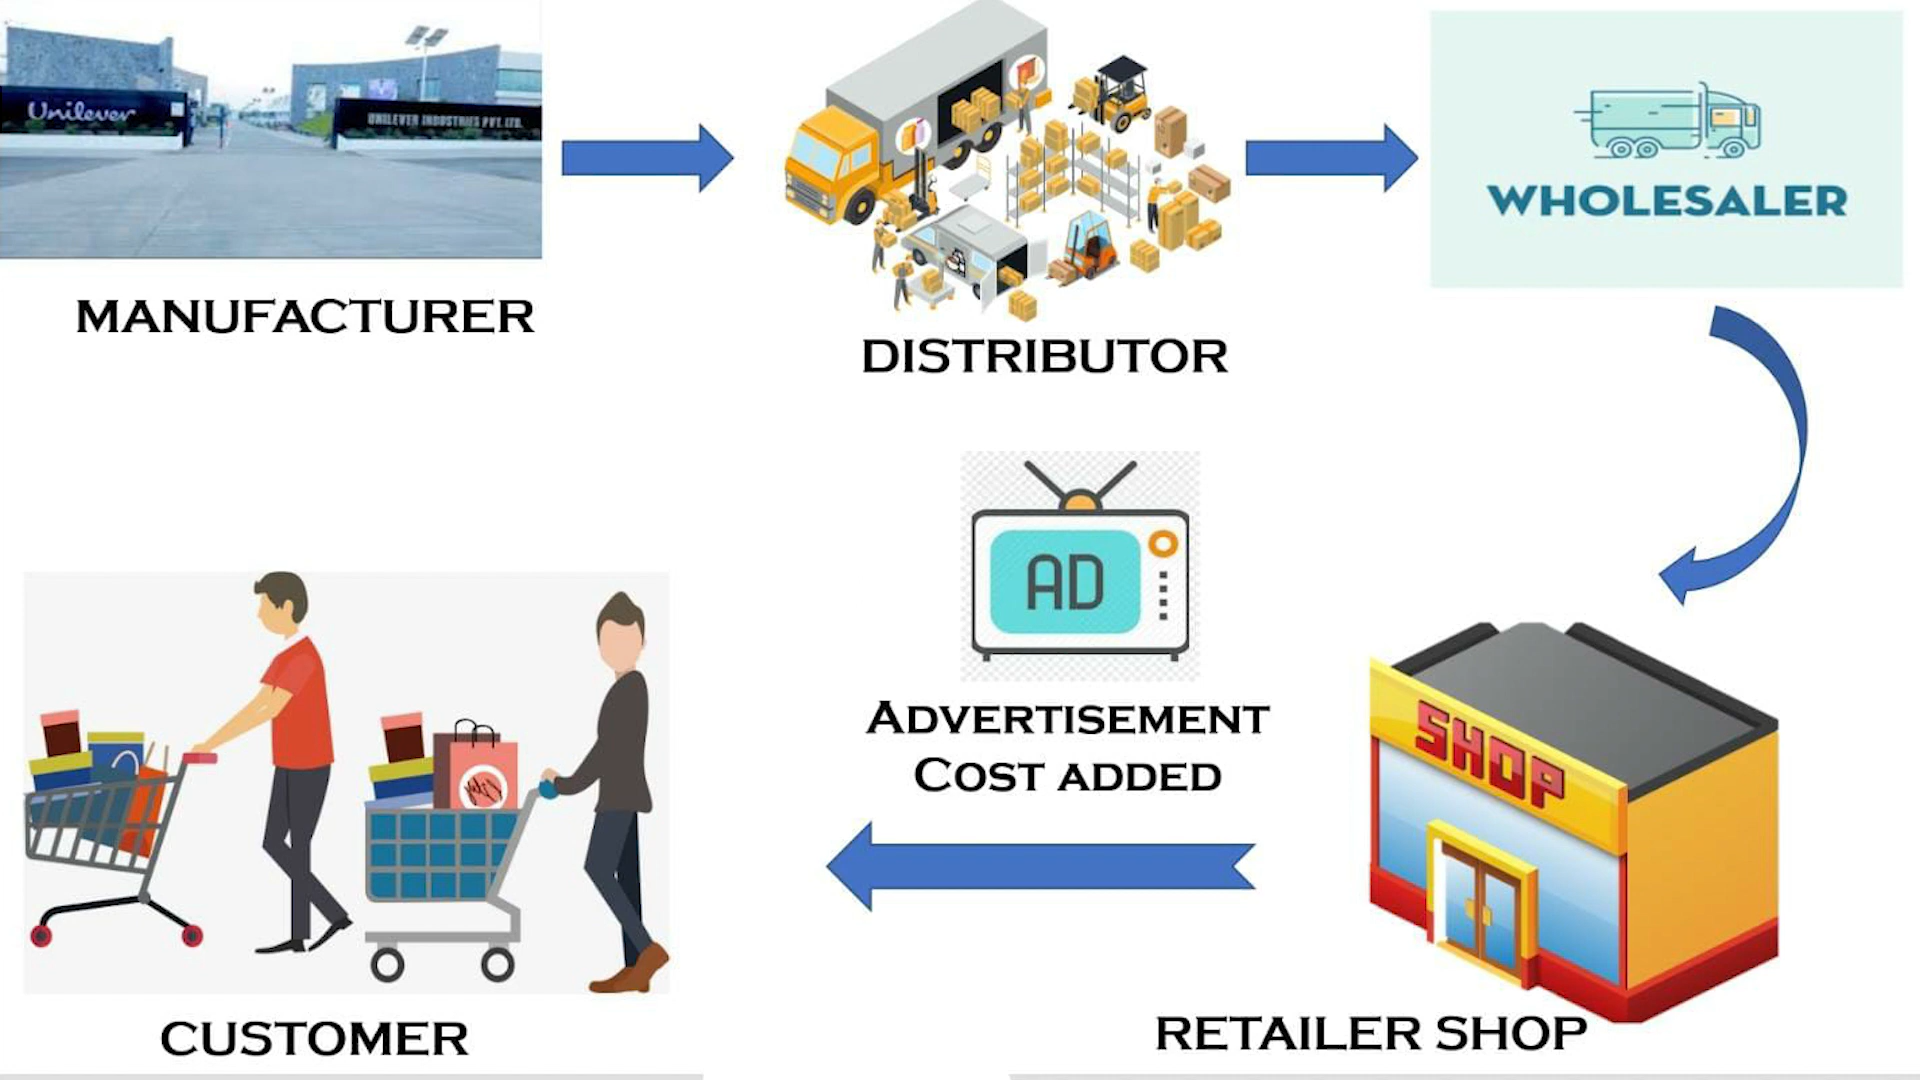 Unilever
UNILEVER INDUSTRIES PVT. LTD.
MANUFACTURER
DISTRIBUTOR
WHOLESALER
AD
ADVERTISEMENT
COST ADDED
SHOP
CUSTOMER
RETAILER SHOP